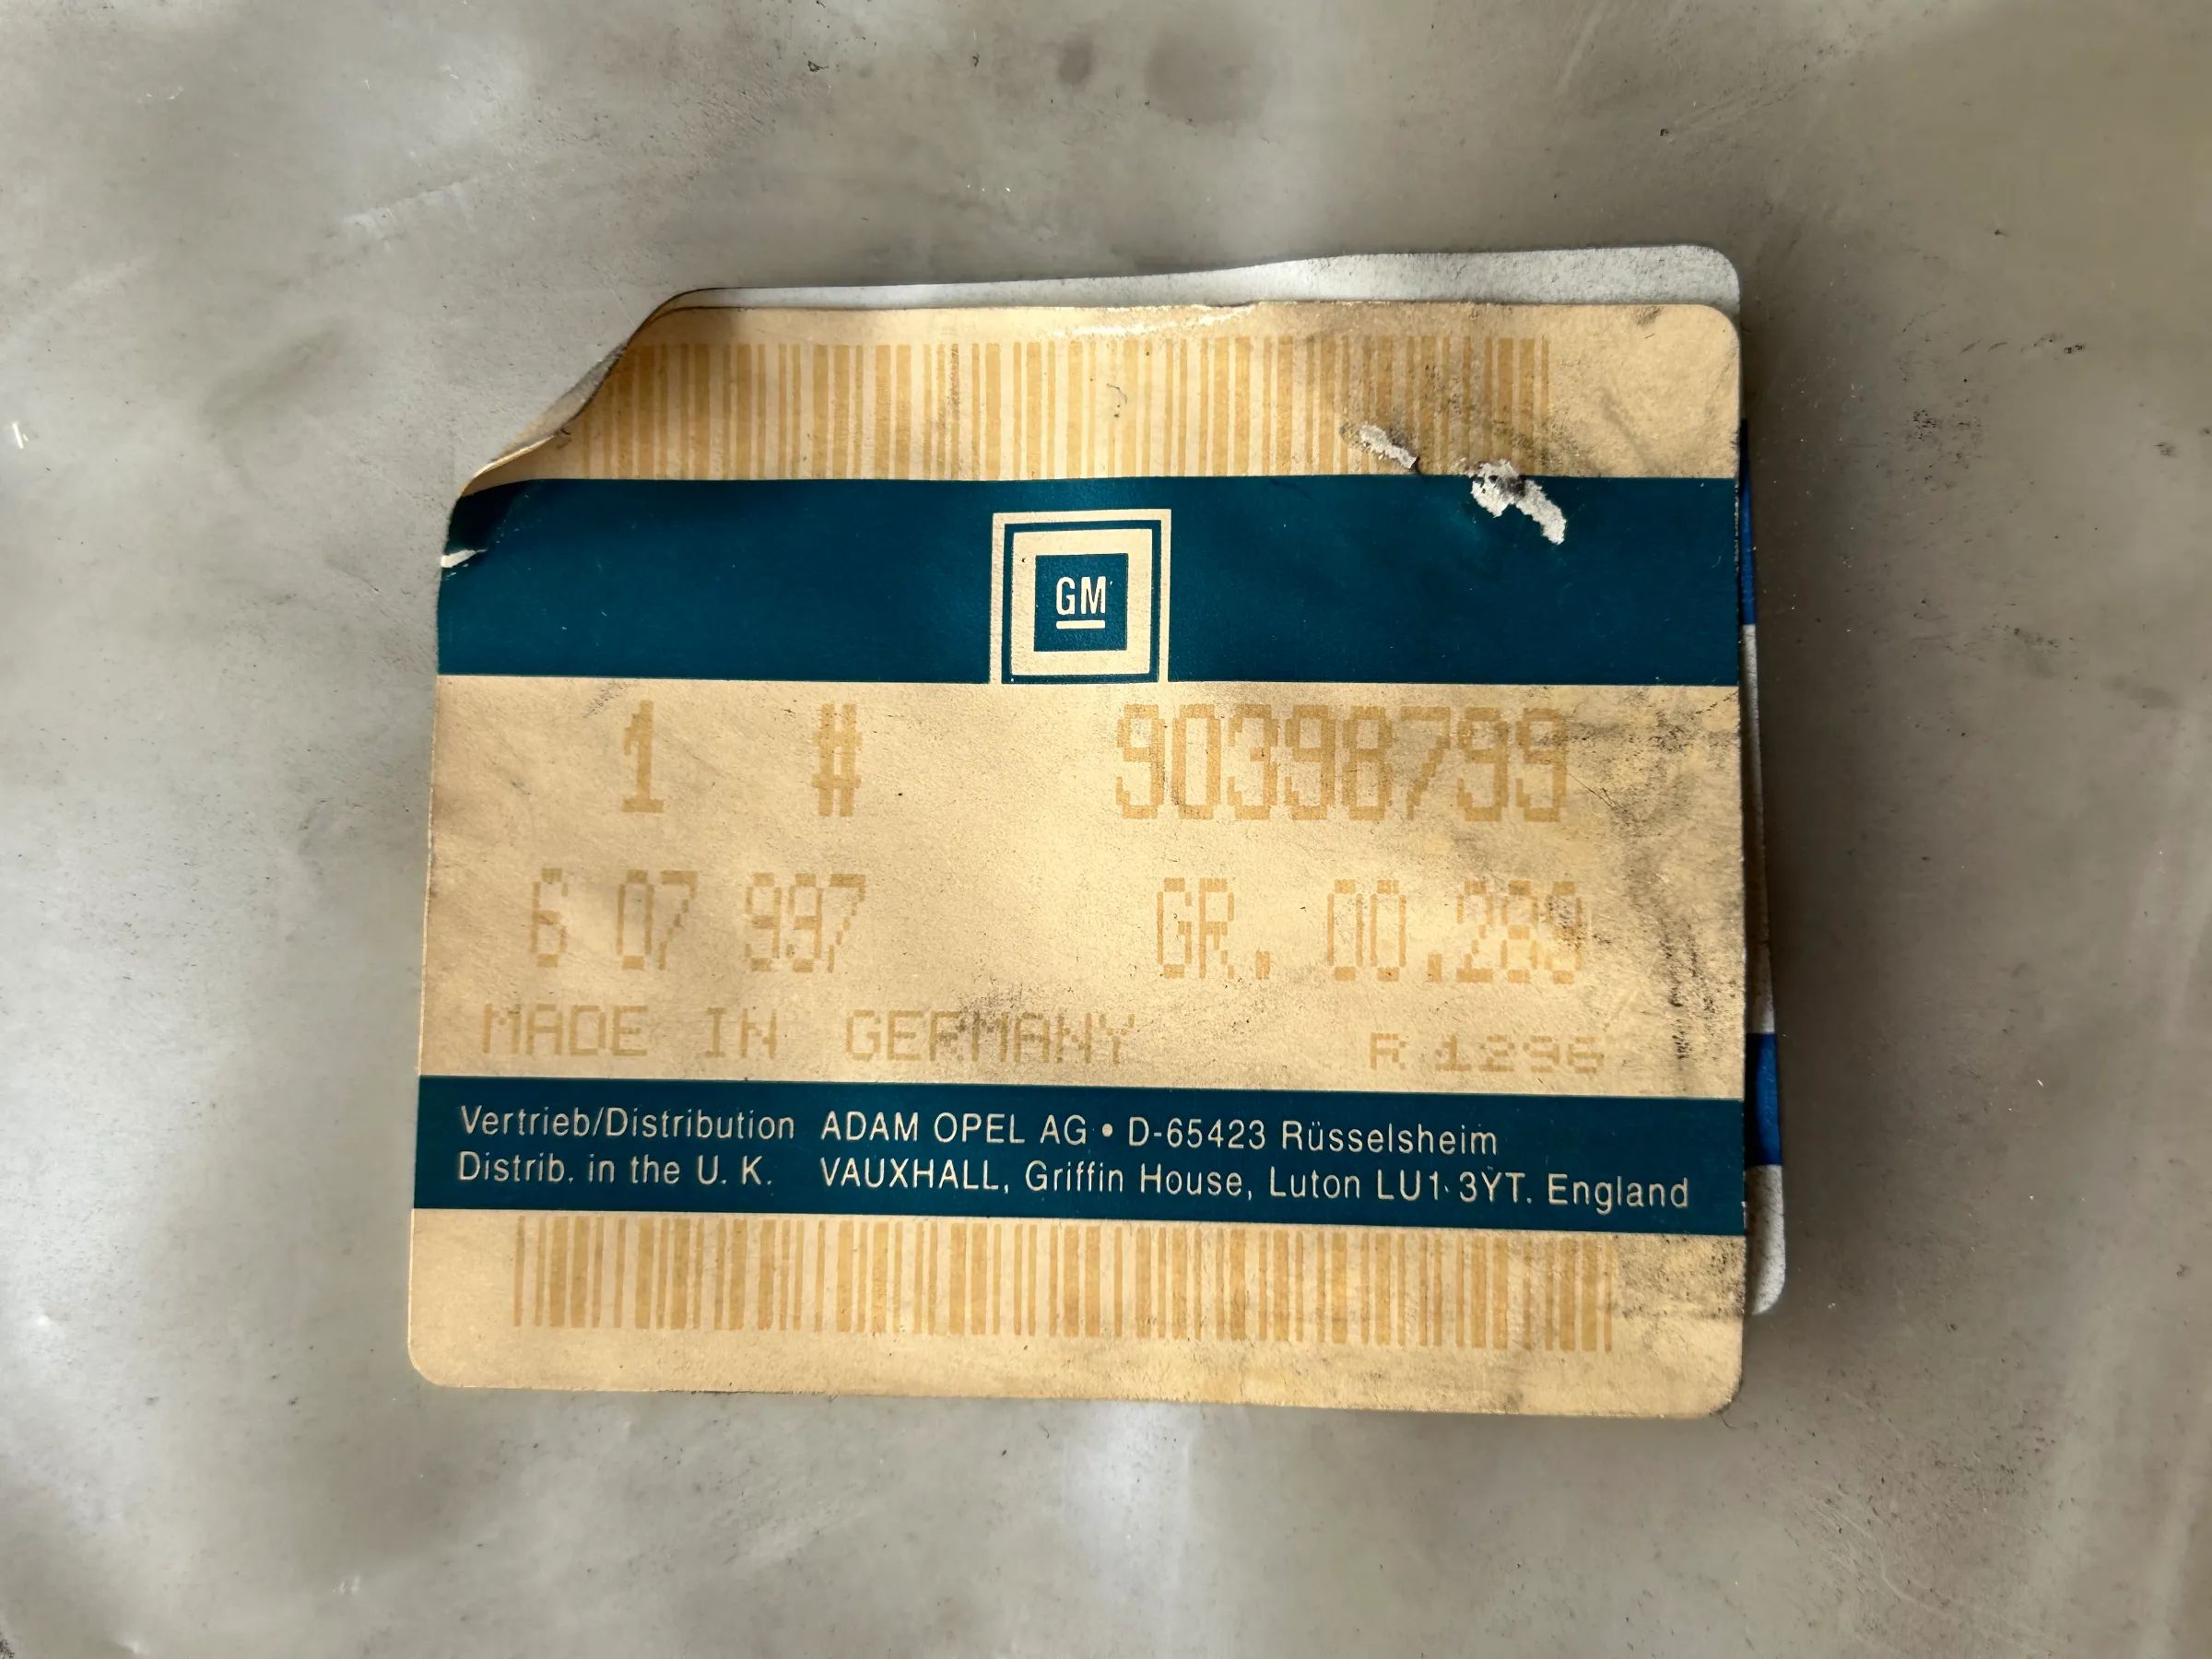 GM
1 # 90398799
6 07 997 GR. 00.289
MADE IN GERMANY R 1296
Vertrieb/Distribution ADAM OPEL AG • D-65423 Rüsselsheim
Distrib. in the U. K. VAUXHALL, Griffin House, Luton LU1 3YT. England